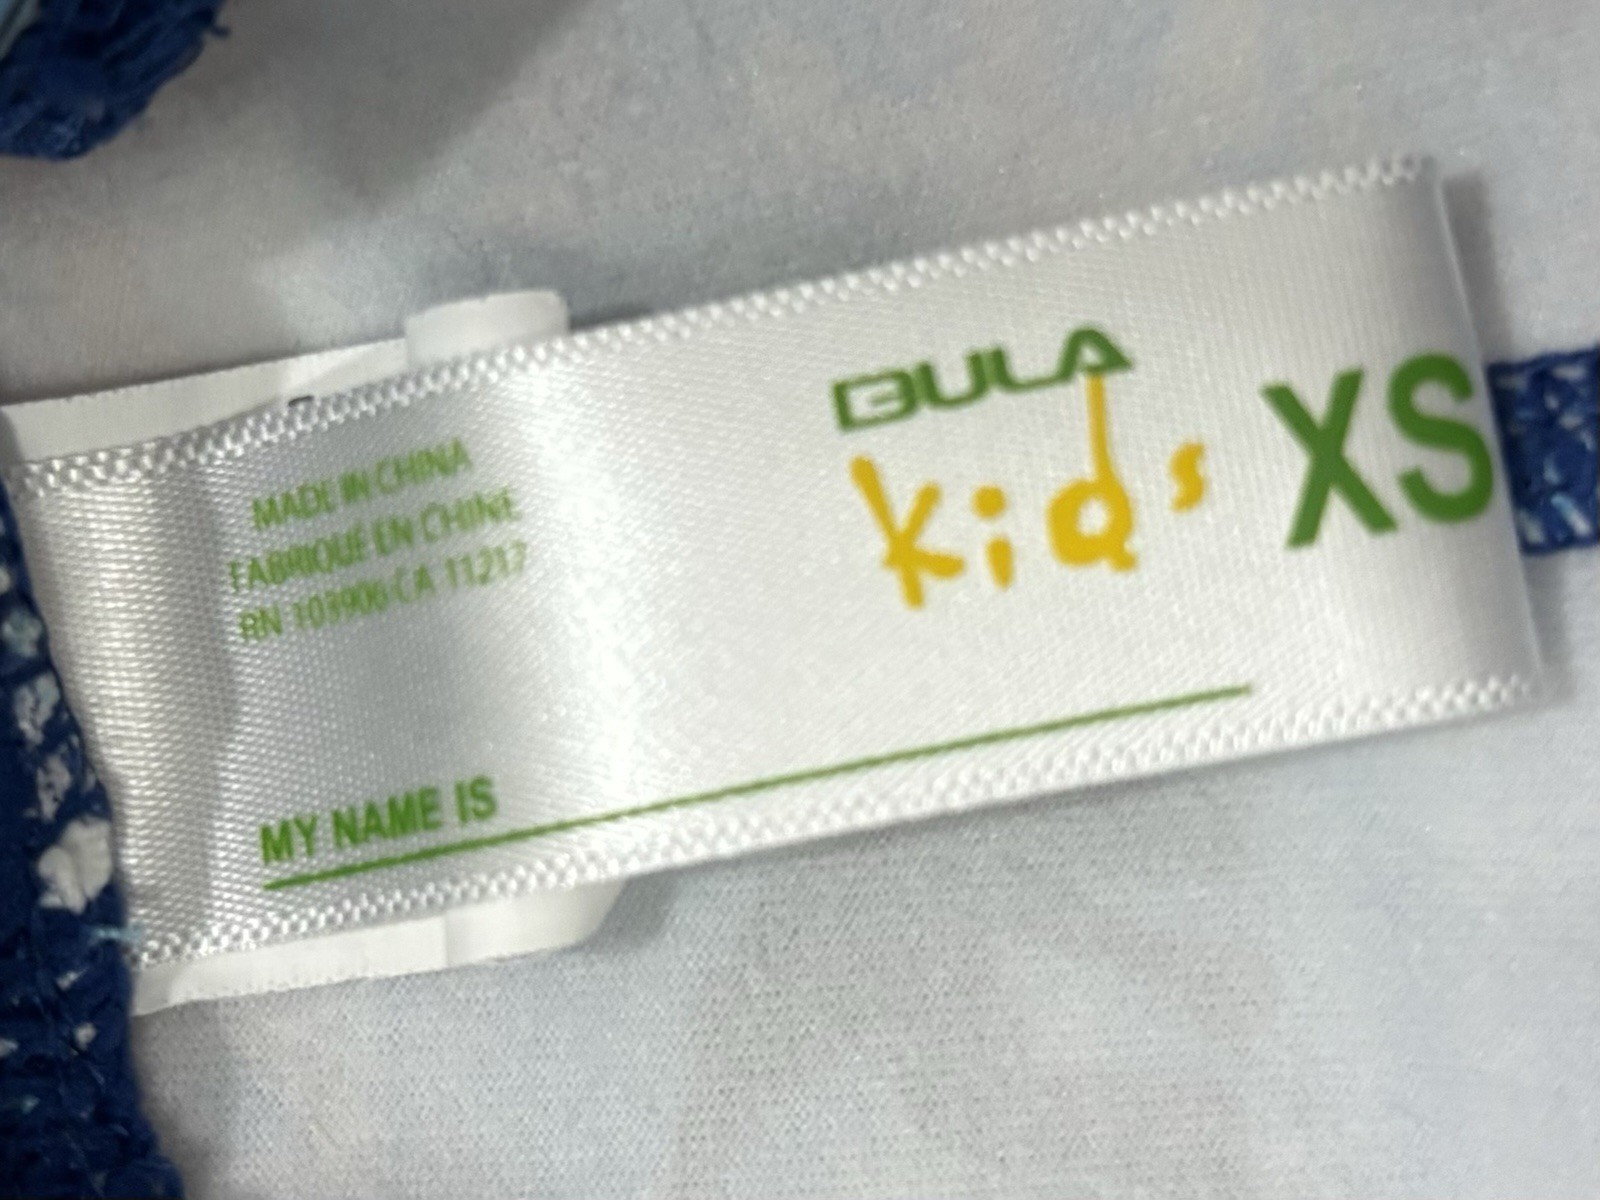 MADE IN CHINA
FABRIQUÉ EN CHINE
RN 103906 CA 11217
BULA
kids
XS
MY NAME IS